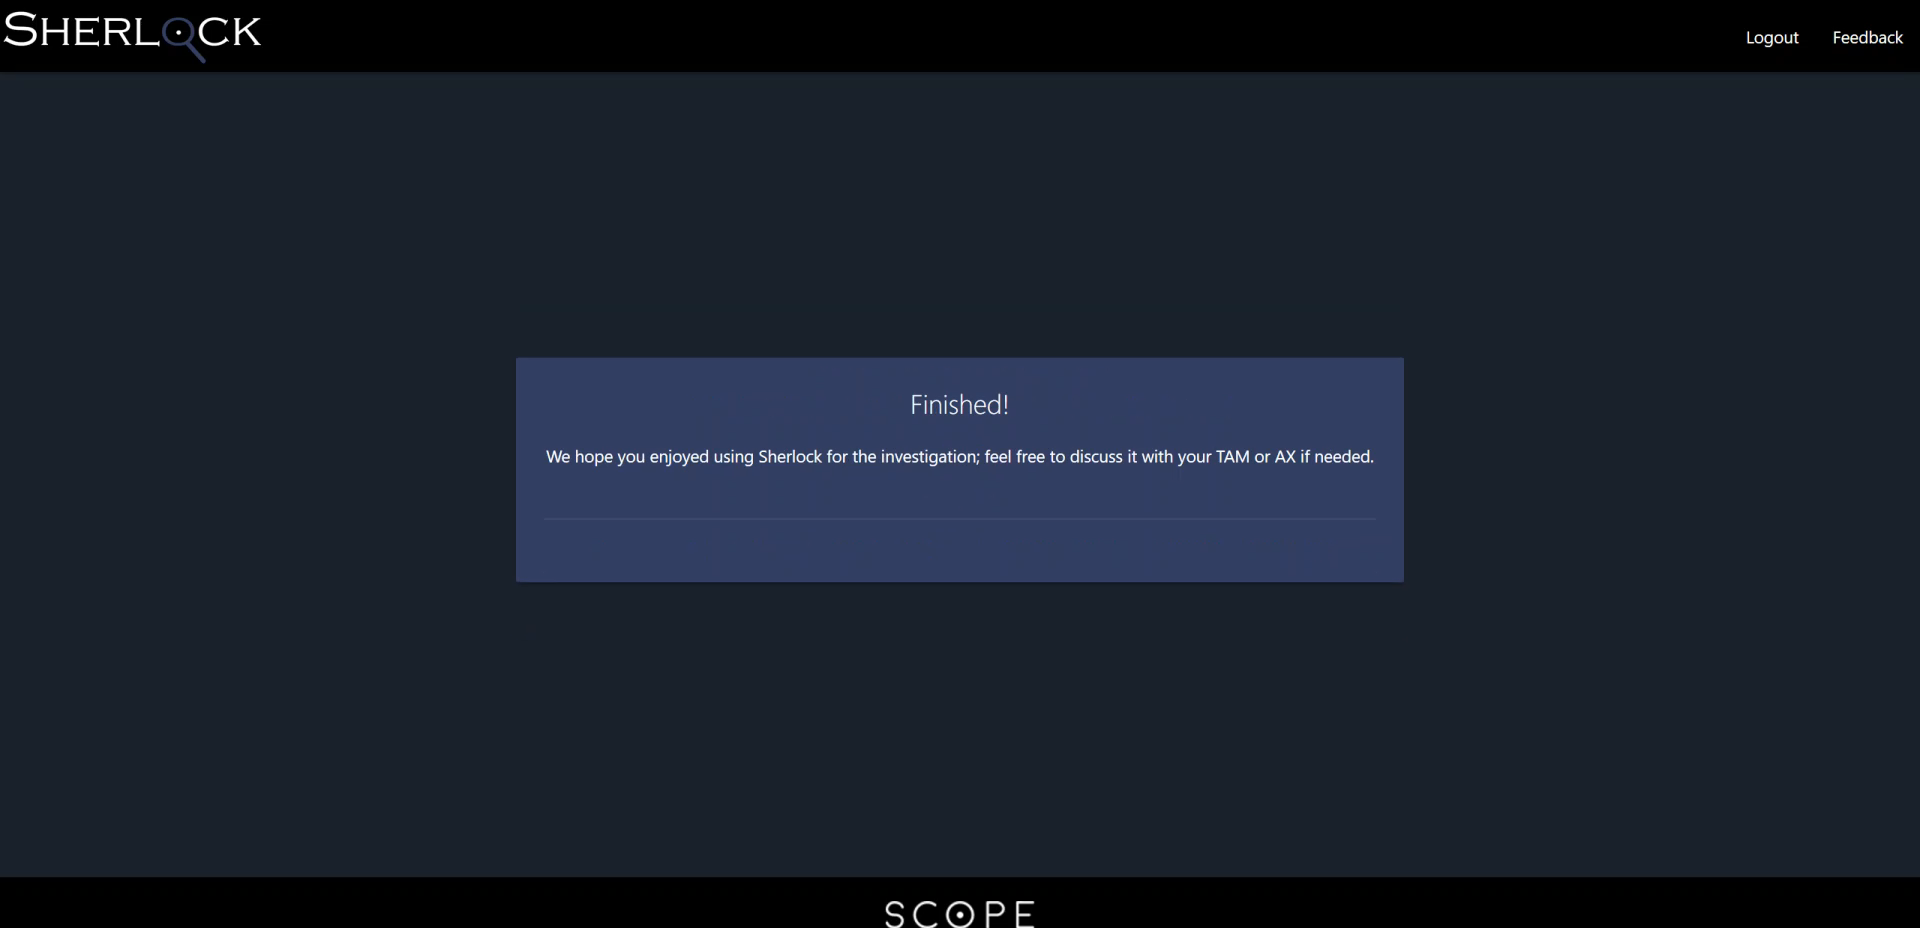 SHERLOCK
Logout Feedback
Finished!
We hope you enjoyed using Sherlock for the investigation; feel free to discuss it with your TAM or AX if needed.
SCOPE